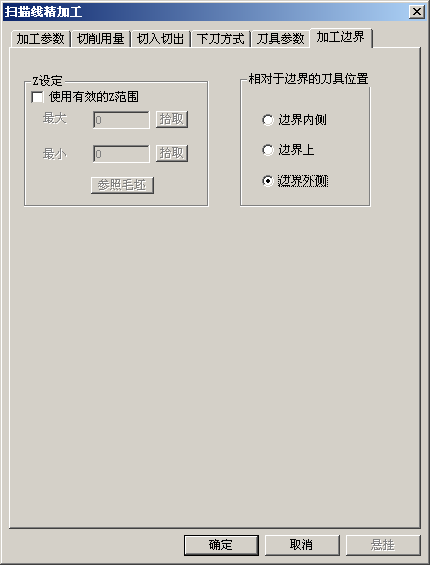 扫描线精加工
加工参数 切削用量 切入切出 下刀方式 刀具参数 加工边界
Z设定
使用有效的Z范围
最大 0 拾取
最小 0 拾取
参照毛坯
相对于边界的刀具位置
边界内侧
边界上
边界外侧
确定 取消 悬挂